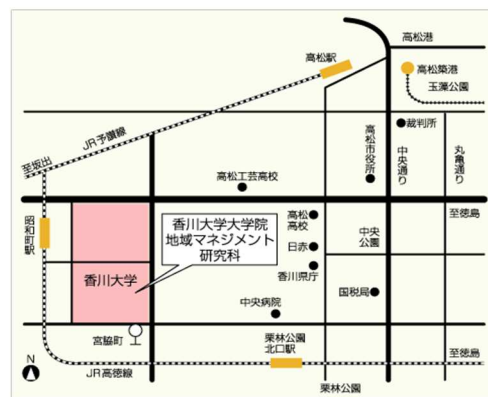 高松港
高松駅
高松築港
玉藻公園
JR予讃線
裁判所
高松市役所
中央通り
丸亀通り
至坂出
高松工芸高校
至徳島
昭和町駅
香川大学大学院
地域マネジメント
研究科
高松
高校
日赤
香川県庁
中央
公園
香川大学
国税局
中央病院
宮脇町
栗林公園
北口駅
至徳島
N
JR高徳線
栗林公園